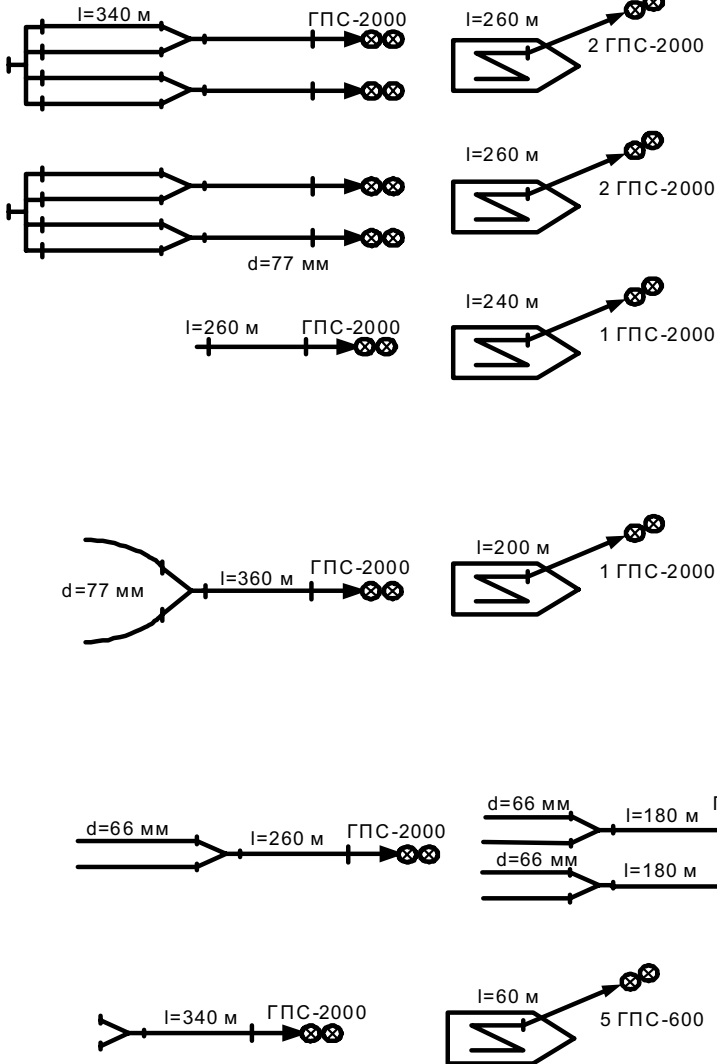 l=340 м ГПС-2000 l=260 м
2 ГПС-2000
l=260 м
2 ГПС-2000
d=77 мм
l=240 м
l=260 м ГПС-2000 1 ГПС-2000
l=200 м
d=77 мм l=360 м ГПС-2000 1 ГПС-2000
d=66 мм l=260 м ГПС-2000 d=66 мм l=180 м
d=66 мм l=180 м
l=340 м ГПС-2000 l=60 м
5 ГПС-600